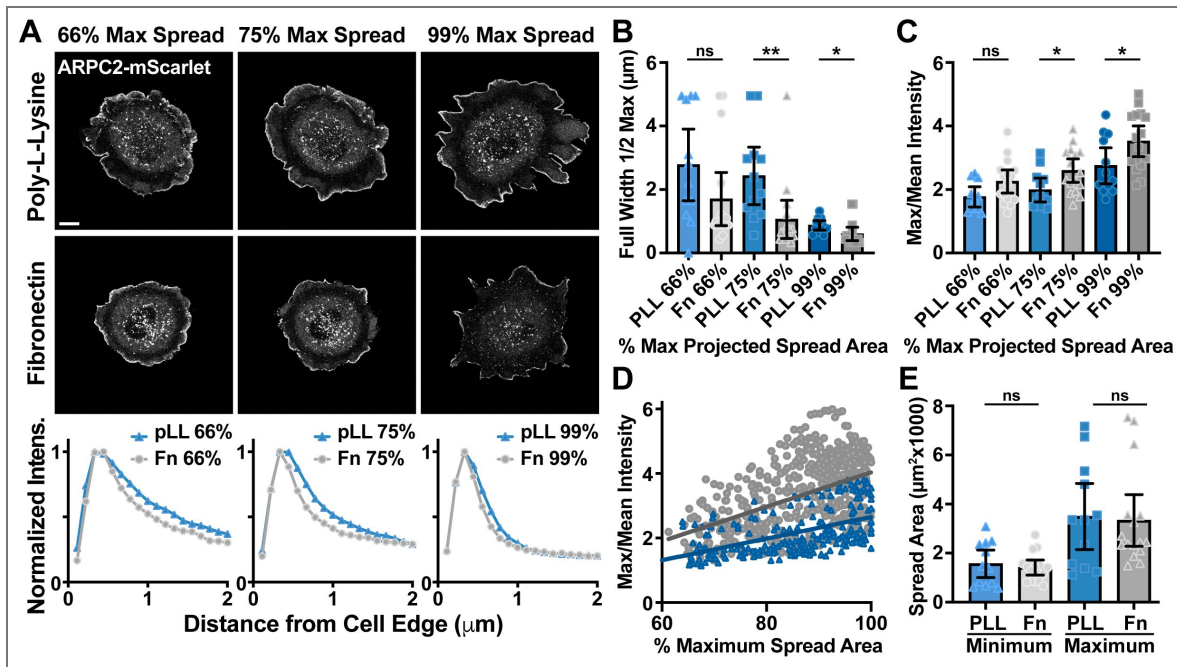 A
66% Max Spread
75% Max Spread
99% Max Spread
Poly-L-Lysine
ARPC2-mScarlet
Fibronectin
Normalized Intens.
1
pLL 66%
Fn 66%
1
pLL 75%
Fn 75%
1
pLL 99%
Fn 99%
0 1 2
0 1 2
0 1 2
Distance from Cell Edge (μm)
B
Full Width 1/2 Max (μm)
ns ** *
6
4
2
0
PLL 66%
Fn 66%
PLL 75%
Fn 75%
PLL 99%
Fn 99%
% Max Projected Spread Area
C
Max/Mean Intensity
ns * *
6
4
2
0
PLL 66%
Fn 66%
PLL 75%
Fn 75%
PLL 99%
Fn 99%
% Max Projected Spread Area
D
Max/Mean Intensity
6
5
4
3
2
1
0
60 80 100
% Maximum Spread Area
E
Spread Area (μm²x1000)
ns ns
8
6
4
2
0
PLL Fn PLL Fn
Minimum Maximum